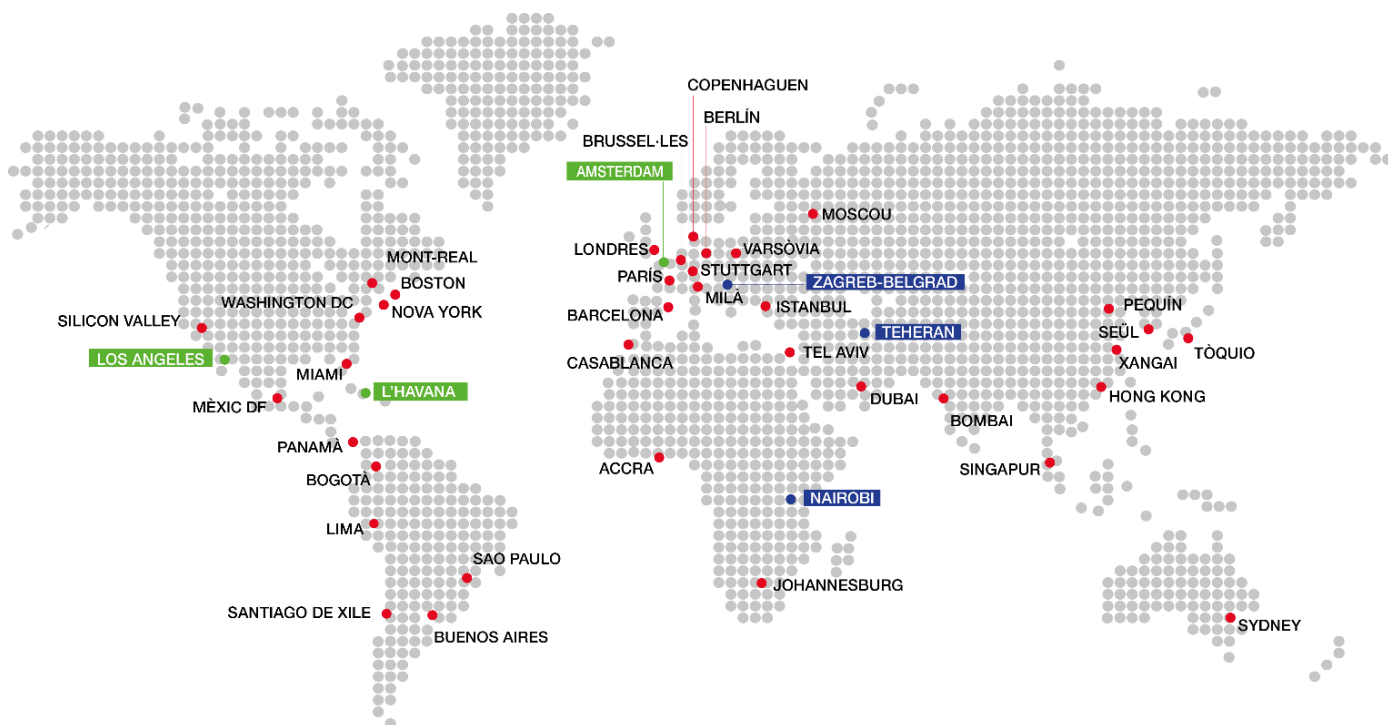 COPENHAGUEN
BERLÍN
BRUSSEL·LES
AMSTERDAM
MOSCOU
LONDRES
VARSÒVIA
MONT-REAL
STUTTGART
PARÍS
BOSTON
ZAGREB-BELGRAD
MILÀ
WASHINGTON DC
NOVA YORK
BARCELONA
ISTANBUL
PEQUÍN
SILICON VALLEY
TEHERAN
SEÜL
LOS ANGELES
CASABLANCA
TEL AVIV
XANGAI
TÒQUIO
MIAMI
L'HAVANA
MÈXIC DF
DUBAI
HONG KONG
BOMBAI
PANAMÀ
ACCRA
SINGAPUR
BOGOTÀ
NAIROBI
LIMA
SAO PAULO
JOHANNESBURG
SANTIAGO DE XILE
SYDNEY
BUENOS AIRES